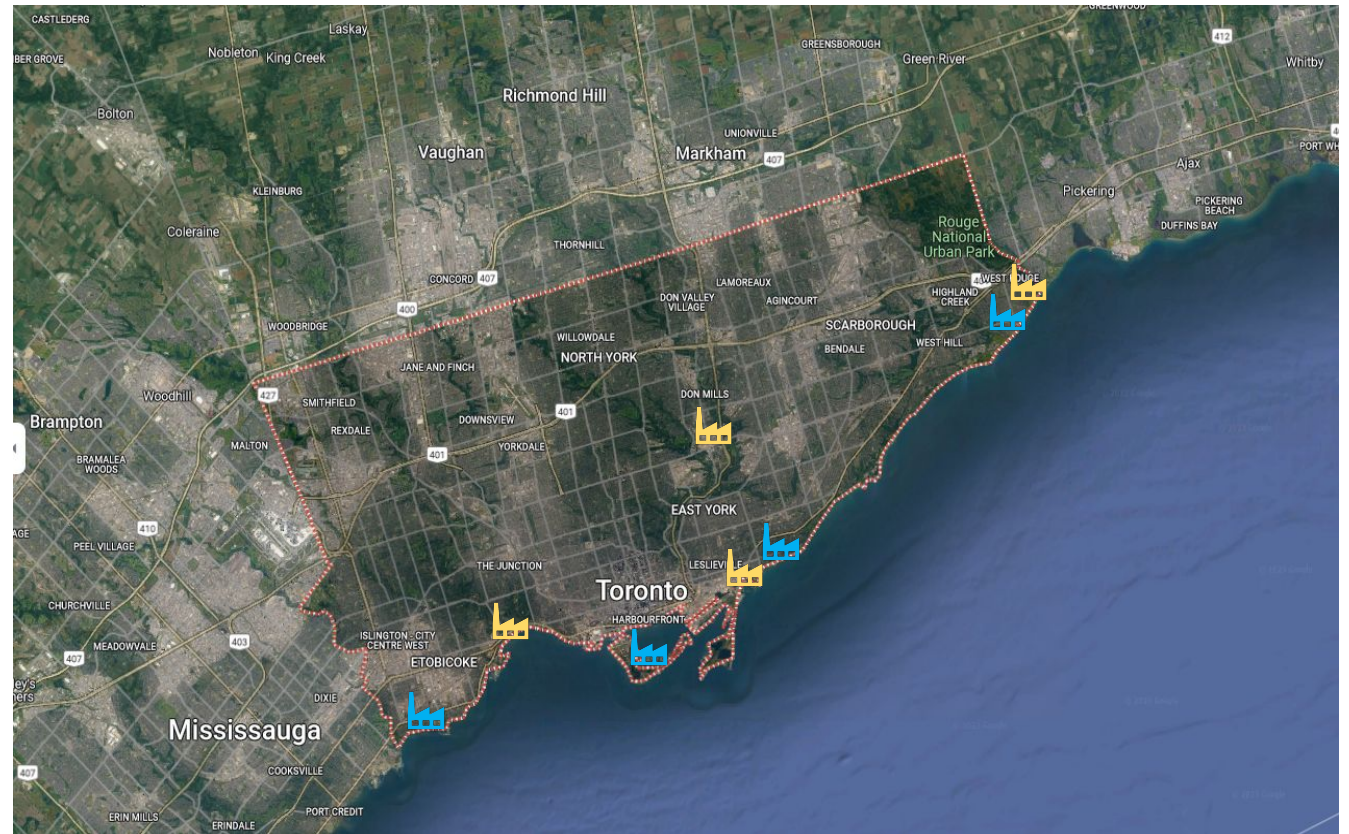 CASTLEDERG
Laskay
GREENWOOD
412
GREENSBOROUGH
Nobleton
King Creek
BER GROVE
Green River
Whitby
Richmond Hill
Bolton
UNIONVILLE
PORT WH
Vaughan
Markham
407
Ajax
KLEINBURG
Pickering
PICKERING
BEACH
DUFFINS BAY
Coleraine
Rouge
National
Urban Park
THORNHILL
CONCORD
407
L'AMOREAUX
WEST ROUGE
HIGHLAND
CREEK
DON VALLEY
VILLAGE
AGINCOURT
400
WOODBRIDGE
SCARBOROUGH
WILLOWDALE
WEST HILL
NORTH YORK
BENDALE
JANE AND FINCH
Woodhill
427
SMITHFIELD
DON MILLS
401
Brampton
REXDALE
DOWNSVIEW
MALTON
YORKDALE
401
BRAMALEA
WOODS
EAST YORK
410
AGE
PEEL VILLAGE
THE JUNCTION
LESLIEVILLE
Toronto
CHURCHVILLE
HARBOURFRONT
403
ISLINGTON - CITY
CENTRE WEST
MEADOWVALE
407
ETOBICOKE
ey's
ners
DIXIE
Mississauga
407
COOKSVILLE
PORT CREDIT
ERIN MILLS
ERINDALE